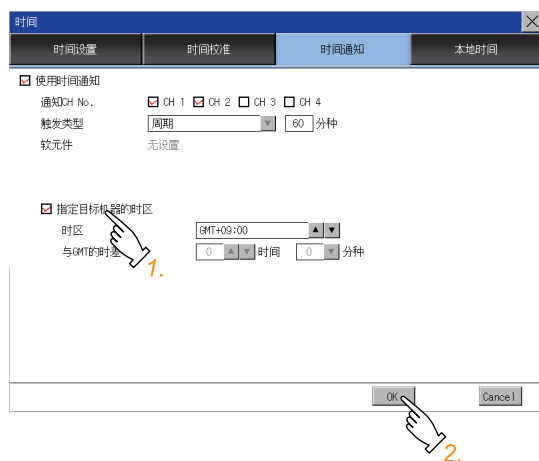 时间
时间设置 时间校准 时间通知 本地时间
使用时间通知
通知CH No. CH 1 CH 2 CH 3 CH 4
触发类型 周期 60 分钟
软元件 无设置
指定目标机器的时区
时区 GMT+09:00
与GMT的时差 0 时间 0 分钟
1.
OK Cancel
2.